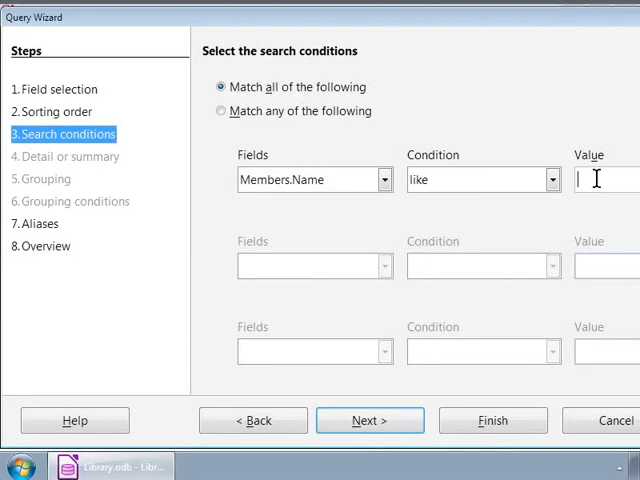 Query Wizard
Steps
1. Field selection
2. Sorting order
3. Search conditions
4. Detail or summary
5. Grouping
6. Grouping conditions
7. Aliases
8. Overview
Select the search conditions
Match all of the following
Match any of the following
Fields Condition Value
Members.Name like
Fields Condition Value
Fields Condition Value
Help < Back Next > Finish Cancel
Library.odb - Libr...